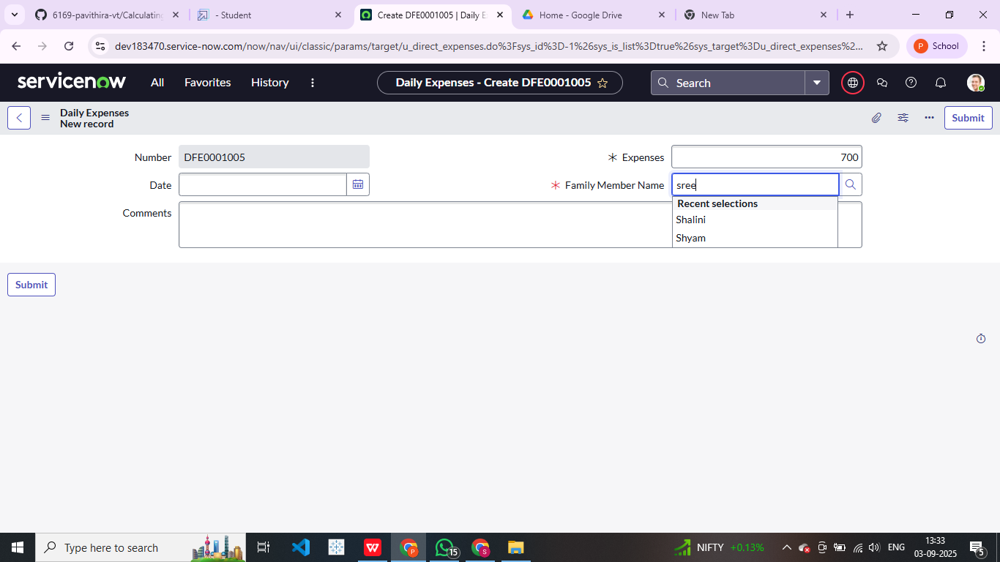 6169-pavithira-vt/Calculating
- Student
Create DFE0001005 | Daily E
Home - Google Drive
New Tab
dev183470.service-now.com/now/nav/ui/classic/params/target/u_direct_expenses.do%3Fsys_id%3D-1%26sys_is_list%3Dtrue%26sys_target%3Du_direct_expenses%2...
P
School
servicenow
All
Favorites
History
Daily Expenses - Create DFE0001005
Search
Daily Expenses
New record
Submit
Number
DFE0001005
Expenses
700
Date
Family Member Name
sree
Recent selections
Shalini
Shyam
Comments
Submit
Type here to search
W
P
15
S
NIFTY +0.13%
ENG
13:33
03-09-2025
5